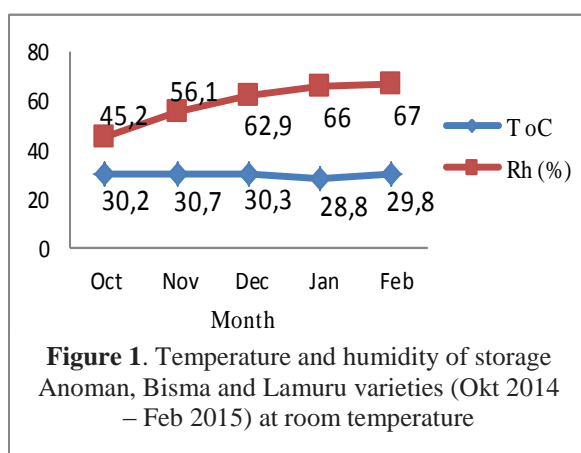 80
60
40
20
0
45,2 56,1 62,9 66 67
30,2 30,7 30,3 28,8 29,8
T oC
Rh (%)
Oct Nov Dec Jan Feb
Month
Figure 1. Temperature and humidity of storage
Anoman, Bisma and Lamuru varieties (Okt 2014
– Feb 2015) at room temperature